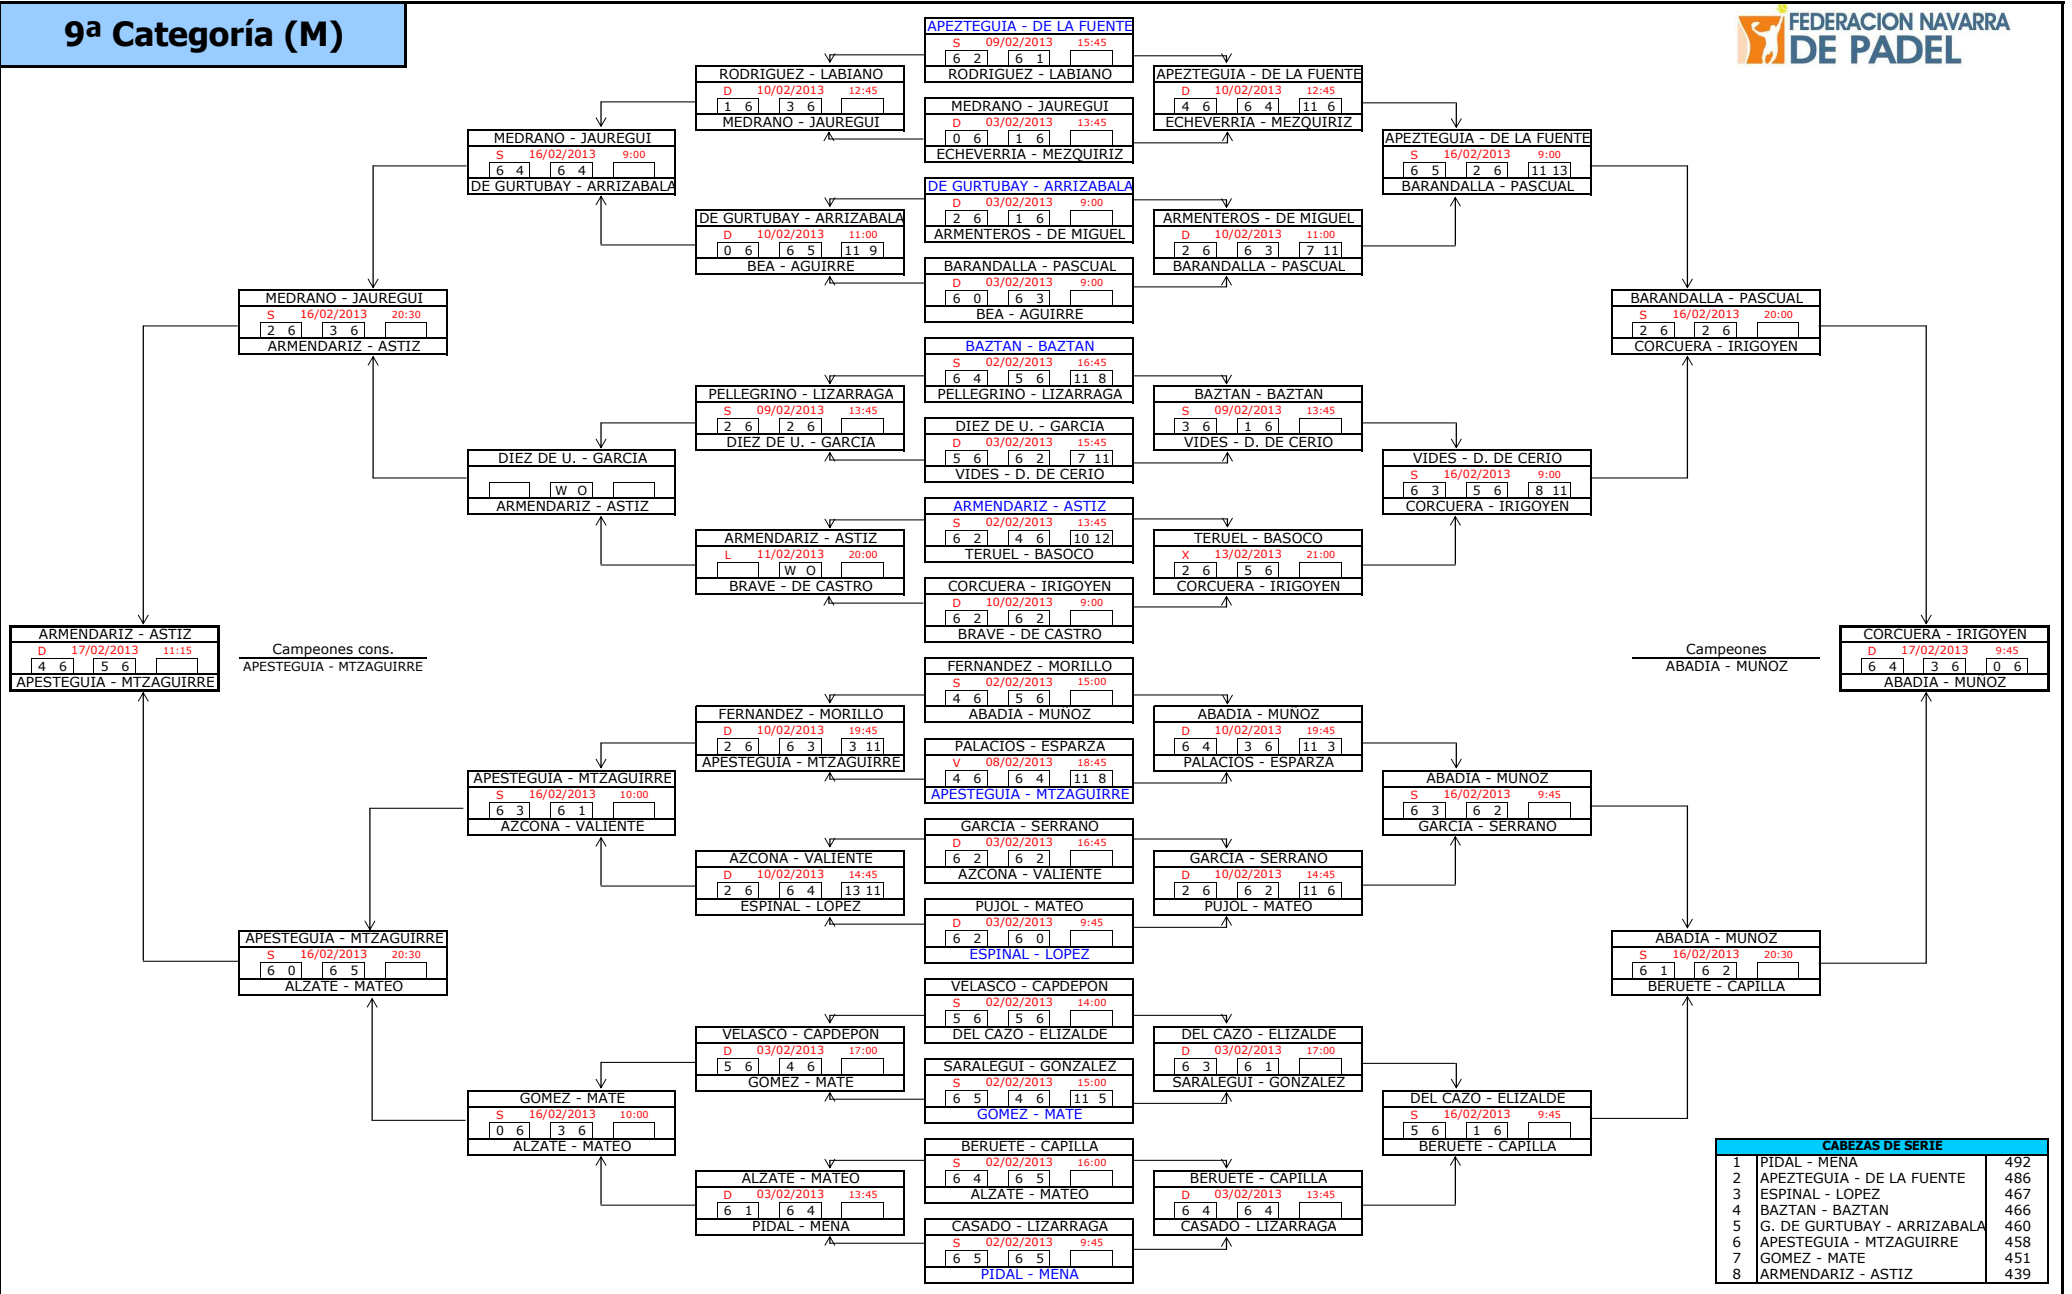 9ª Categoría (M)
FEDERACION NAVARRA
DE PADEL
ARMENDARIZ - ASTIZ
D 17/02/2013 11:15
4 6 5 6
APESTEGUIA - MTZAGUIRRE
Campeones cons.
APESTEGUIA - MTZAGUIRRE
MEDRANO - JAUREGUI
S 16/02/2013 20:30
2 6 3 6
ARMENDARIZ - ASTIZ
APESTEGUIA - MTZAGUIRRE
S 16/02/2013 20:30
6 0 6 5
ALZATE - MATEO
MEDRANO - JAUREGUI
S 16/02/2013 9:00
6 4 6 4
DE GURTUBAY - ARRIZABALA
DIEZ DE U. - GARCIA
W O
ARMENDARIZ - ASTIZ
APESTEGUIA - MTZAGUIRRE
S 16/02/2013 10:00
6 3 6 1
AZCONA - VALIENTE
GOMEZ - MATE
S 16/02/2013 10:00
0 6 3 6
ALZATE - MATEO
RODRIGUEZ - LABIANO
D 10/02/2013 12:45
1 6 3 6
MEDRANO - JAUREGUI
DE GURTUBAY - ARRIZABALA
D 10/02/2013 11:00
0 6 6 5 11 9
BEA - AGUIRRE
PELLEGRINO - LIZARRAGA
S 09/02/2013 13:45
2 6 2 6
DIEZ DE U. - GARCIA
ARMENDARIZ - ASTIZ
L 11/02/2013 20:00
W O
BRAVE - DE CASTRO
FERNANDEZ - MORILLO
D 10/02/2013 19:45
2 6 6 3 3 11
APESTEGUIA - MTZAGUIRRE
AZCONA - VALIENTE
D 10/02/2013 14:45
2 6 6 4 13 11
ESPINAL - LOPEZ
VELASCO - CAPDEPON
D 03/02/2013 17:00
5 6 4 6
GOMEZ - MATE
ALZATE - MATEO
D 03/02/2013 13:45
6 1 6 4
PIDAL - MENA
APEZTEGUIA - DE LA FUENTE
S 09/02/2013 15:45
6 2 6 1
RODRIGUEZ - LABIANO
MEDRANO - JAUREGUI
D 03/02/2013 13:45
0 6 1 6
ECHEVERRIA - MEZQUIRIZ
DE GURTUBAY - ARRIZABALA
D 03/02/2013 9:00
2 6 1 6
ARMENTEROS - DE MIGUEL
BARANDALLA - PASCUAL
D 03/02/2013 9:00
6 0 6 3
BEA - AGUIRRE
BAZTAN - BAZTAN
S 02/02/2013 16:45
6 4 5 6 11 8
PELLEGRINO - LIZARRAGA
DIEZ DE U. - GARCIA
D 03/02/2013 15:45
5 6 6 2 7 11
VIDES - D. DE CERIO
ARMENDARIZ - ASTIZ
S 02/02/2013 13:45
6 2 4 6 10 12
TERUEL - BASOCO
CORCUERA - IRIGOYEN
D 10/02/2013 9:00
6 2 6 2
BRAVE - DE CASTRO
FERNANDEZ - MORILLO
S 02/02/2013 15:00
4 6 5 6
ABADIA - MUÑOZ
PALACIOS - ESPARZA
V 08/02/2013 18:45
4 6 6 4 11 8
APESTEGUIA - MTZAGUIRRE
GARCIA - SERRANO
D 03/02/2013 16:45
6 2 6 2
AZCONA - VALIENTE
PUJOL - MATEO
D 03/02/2013 9:45
6 2 6 0
ESPINAL - LOPEZ
VELASCO - CAPDEPON
S 02/02/2013 14:00
5 6 5 6
DEL CAZO - ELIZALDE
SARALEGUI - GONZALEZ
S 02/02/2013 15:00
6 5 4 6 11 5
GOMEZ - MATE
BERUETE - CAPILLA
S 02/02/2013 16:00
6 4 6 5
ALZATE - MATEO
CASADO - LIZARRAGA
S 02/02/2013 9:45
6 5 6 5
PIDAL - MENA
APEZTEGUIA - DE LA FUENTE
D 10/02/2013 12:45
4 6 6 4 11 6
ECHEVERRIA - MEZQUIRIZ
ARMENTEROS - DE MIGUEL
D 10/02/2013 11:00
2 6 6 3 7 11
BARANDALLA - PASCUAL
BAZTAN - BAZTAN
S 09/02/2013 13:45
3 6 1 6
VIDES - D. DE CERIO
TERUEL - BASOCO
X 13/02/2013 21:00
2 6 5 6
CORCUERA - IRIGOYEN
ABADIA - MUÑOZ
D 10/02/2013 19:45
6 4 3 6 11 3
PALACIOS - ESPARZA
GARCIA - SERRANO
D 10/02/2013 14:45
2 6 6 2 11 6
PUJOL - MATEO
DEL CAZO - ELIZALDE
D 03/02/2013 17:00
6 3 6 1
SARALEGUI - GONZALEZ
BERUETE - CAPILLA
D 03/02/2013 13:45
6 4 6 4
CASADO - LIZARRAGA
APEZTEGUIA - DE LA FUENTE
S 16/02/2013 9:00
6 5 2 6 11 13
BARANDALLA - PASCUAL
VIDES - D. DE CERIO
S 16/02/2013 9:00
6 3 5 6 8 11
CORCUERA - IRIGOYEN
ABADIA - MUÑOZ
S 16/02/2013 9:45
6 3 6 2
GARCIA - SERRANO
DEL CAZO - ELIZALDE
S 16/02/2013 9:45
5 6 1 6
BERUETE - CAPILLA
BARANDALLA - PASCUAL
S 16/02/2013 20:00
2 6 2 6
CORCUERA - IRIGOYEN
ABADIA - MUÑOZ
S 16/02/2013 20:30
6 1 6 2
BERUETE - CAPILLA
Campeones
ABADIA - MUÑOZ
CORCUERA - IRIGOYEN
D 17/02/2013 9:45
6 4 3 6 0 6
ABADIA - MUÑOZ
CABEZAS DE SERIE
1 PIDAL - MENA 492
2 APEZTEGUIA - DE LA FUENTE 486
3 ESPINAL - LOPEZ 467
4 BAZTAN - BAZTAN 466
5 G. DE GURTUBAY - ARRIZABALA 460
6 APESTEGUIA - MTZAGUIRRE 458
7 GOMEZ - MATE 451
8 ARMENDARIZ - ASTIZ 439